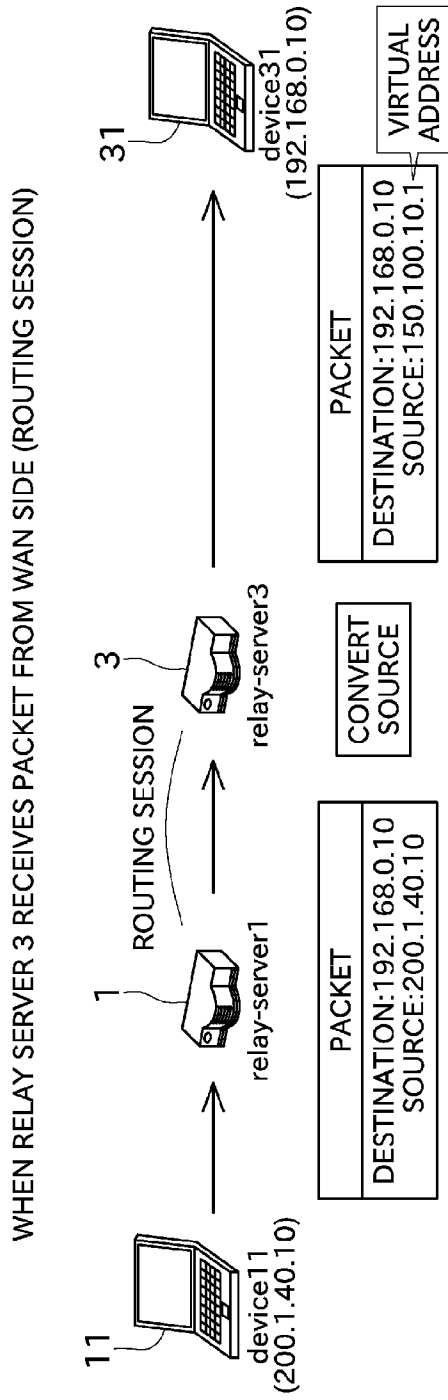 WHEN RELAY SERVER 3 RECEIVES PACKET FROM WAN SIDE (ROUTING SESSION)
11
device11
(200.1.40.10)
1
relay-server1
ROUTING SESSION
3
relay-server3
31
device31
(192.168.0.10)
PACKET
DESTINATION:192.168.0.10
SOURCE:200.1.40.10
CONVERT
SOURCE
PACKET
DESTINATION:192.168.0.10
SOURCE:150.100.10.1
VIRTUAL
ADDRESS